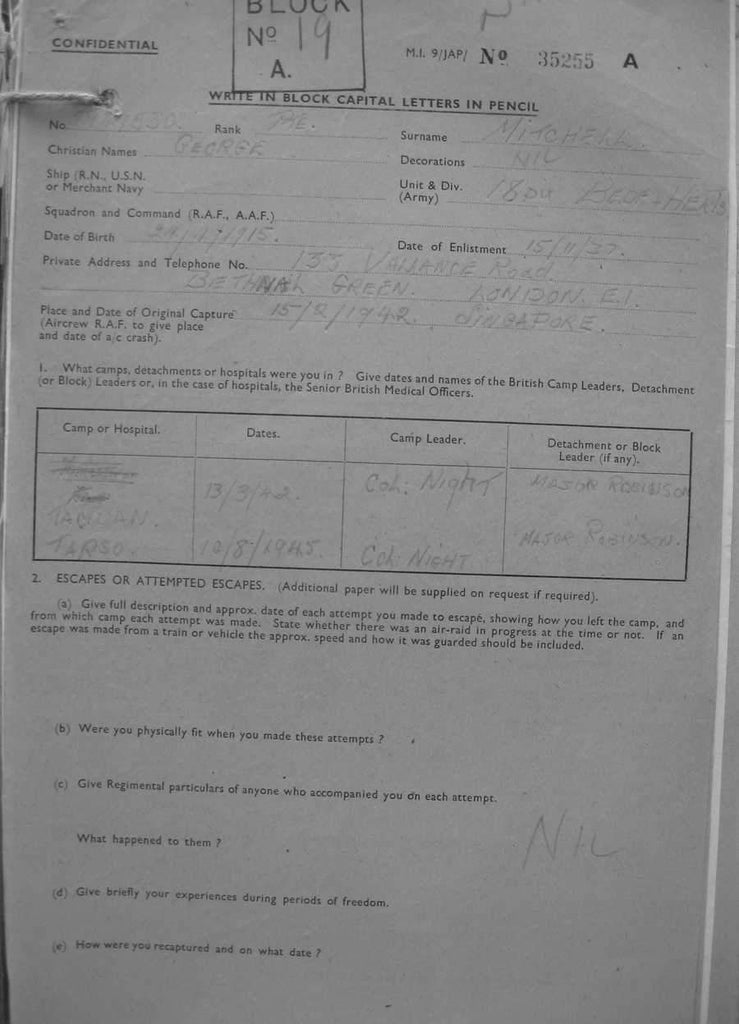 BLOCK
Nº 19
A.
CONFIDENTIAL
M.I. 9/JAP/ Nº 35255 A
WRITE IN BLOCK CAPITAL LETTERS IN PENCIL
No. Rank PTE. Surname MITCHELL.
Christian Names GEORGE Decorations NIL
Ship (R.N., U.S.N. or Merchant Navy
Unit & Div. (Army) 18 DIV BEDF + HERTS
Squadron and Command (R.A.F., A.A.F.)
Date of Birth 1915. Date of Enlistment 15/11/37.
Private Address and Telephone No. 133 VALLANCE Road
BETHNAL GREEN. LONDON. E.1.
Place and Date of Original Capture 15/2/1942. SINGAPORE.
(Aircrew R.A.F. to give place
and date of a/c crash).
1. What camps, detachments or hospitals were you in ? Give dates and names of the British Camp Leaders, Detachment
(or Block) Leaders or, in the case of hospitals, the Senior British Medical Officers.
Camp or Hospital. Dates. Camp Leader. Detachment or Block Leader (if any).
13/3/42. Col: Night MAJOR ROBINSON
TAMUAN. MAJOR ROBINSON.
TARSO. 10/8/1945. Col NIGHT
2. ESCAPES OR ATTEMPTED ESCAPES. (Additional paper will be supplied on request if required).
(a) Give full description and approx. date of each attempt you made to escape, showing how you left the camp, and
from which camp each attempt was made. State whether there was an air-raid in progress at the time or not. If an
escape was made from a train or vehicle the approx. speed and how it was guarded should be included.
(b) Were you physically fit when you made these attempts ?
(c) Give Regimental particulars of anyone who accompanied you on each attempt.
What happened to them ?
NIL
(d) Give briefly your experiences during periods of freedom.
(e) How were you recaptured and on what date ?